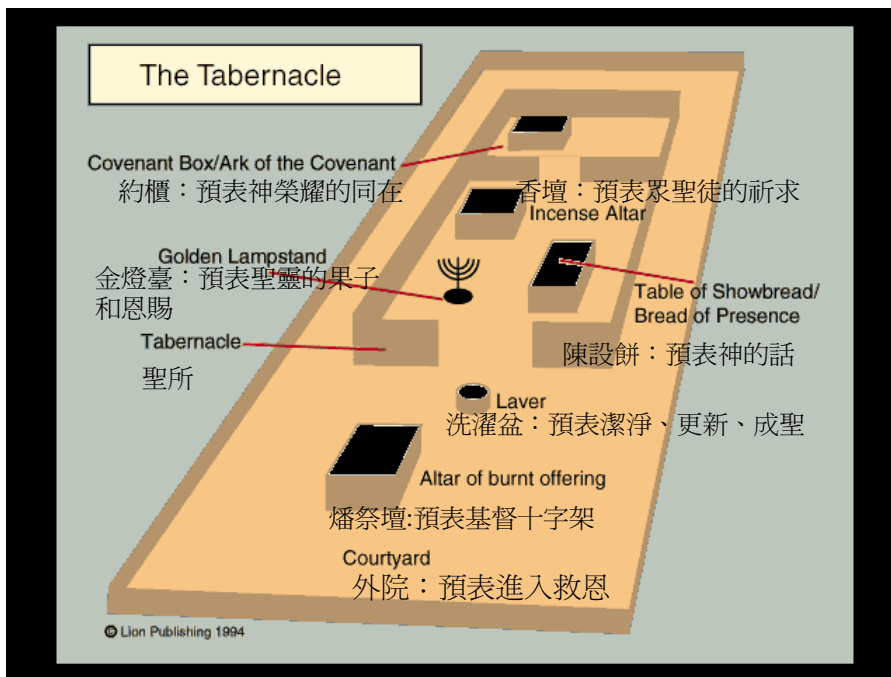 The Tabernacle
Covenant Box/Ark of the Covenant
約櫃：預表神榮耀的同在
香壇：預表眾聖徒的祈求
Incense Altar
Golden Lampstand
金燈臺：預表聖靈的果子
和恩賜
Table of Showbread/
Bread of Presence
陳設餅：預表神的話
Tabernacle
聖所
Laver
洗濯盆：預表潔淨、更新、成聖
Altar of burnt offering
燔祭壇:預表基督十字架
Courtyard
外院：預表進入救恩
© Lion Publishing 1994